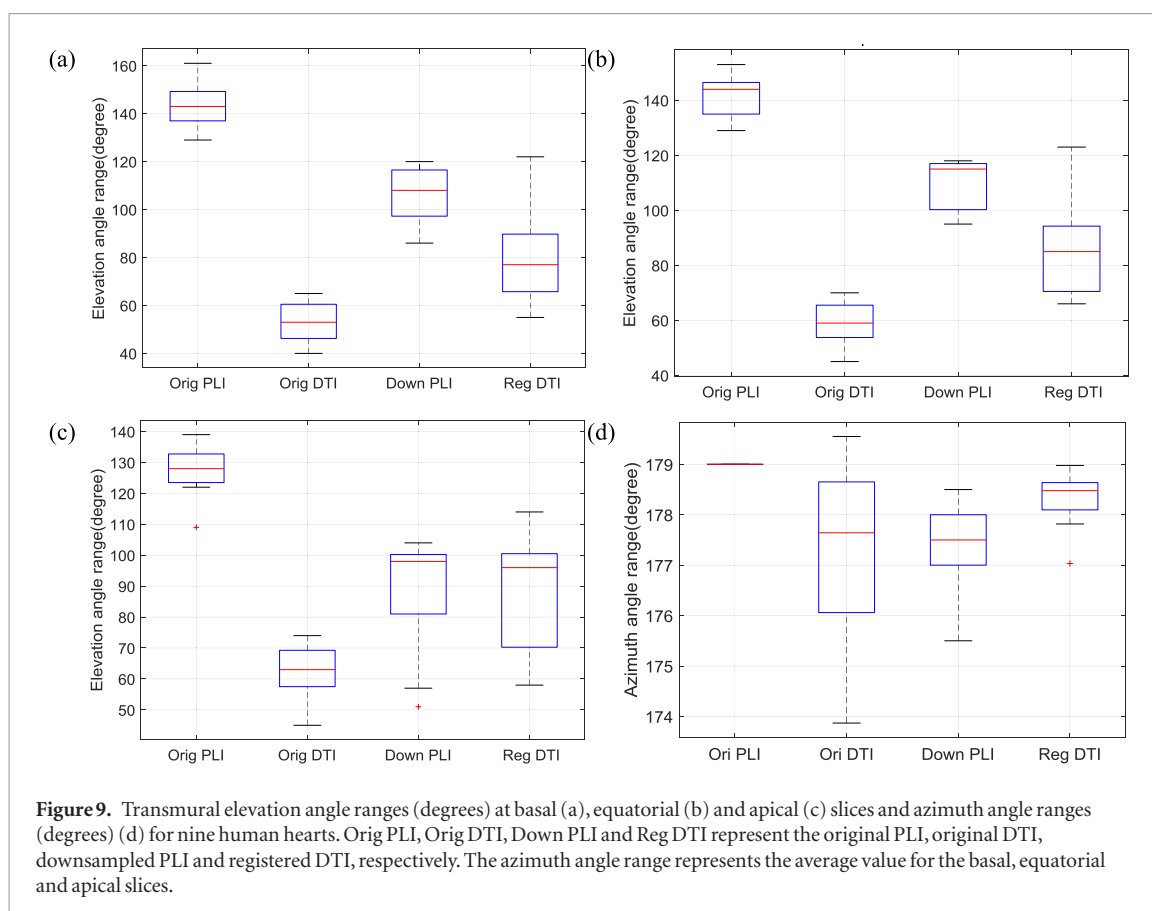 (a)
160
140
120
100
80
60
40
Elevation angle range(degree)
Orig PLI Orig DTI Down PLI Reg DTI
(b)
140
120
100
80
60
40
Elevation angle range(degree)
Orig PLI Orig DTI Down PLI Reg DTI
(c)
140
130
120
110
100
90
80
70
60
50
Elevation angle range(degree)
Orig PLI Orig DTI Down PLI Reg DTI
(d)
179
178
177
176
175
174
Azimuth angle range(degree)
Ori PLI Ori DTI Down PLI Reg DTI
Figure 9. Transmural elevation angle ranges (degrees) at basal (a), equatorial (b) and apical (c) slices and azimuth angle ranges
(degrees) (d) for nine human hearts. Orig PLI, Orig DTI, Down PLI and Reg DTI represent the original PLI, original DTI,
downsampled PLI and registered DTI, respectively. The azimuth angle range represents the average value for the basal, equatorial
and apical slices.